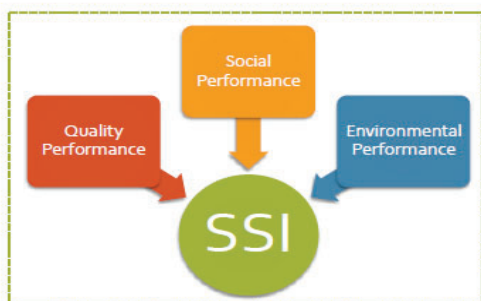 Social
Performance
Quality
Performance
Environmental
Performance
SSI